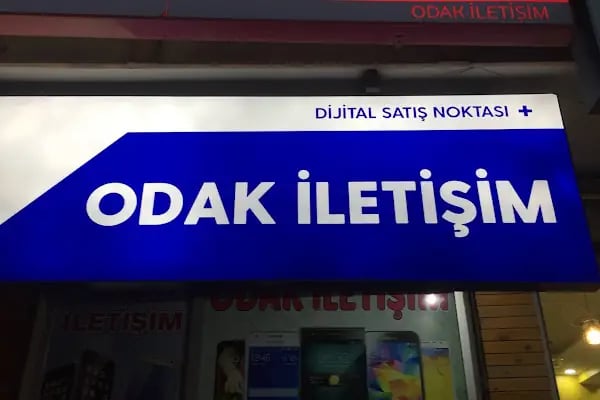 ODAK İLETİŞİM
DİJİTAL SATIŞ NOKTASI +
ODAK İLETİŞİM
ODAK İLETİŞİM
İLETİŞİM